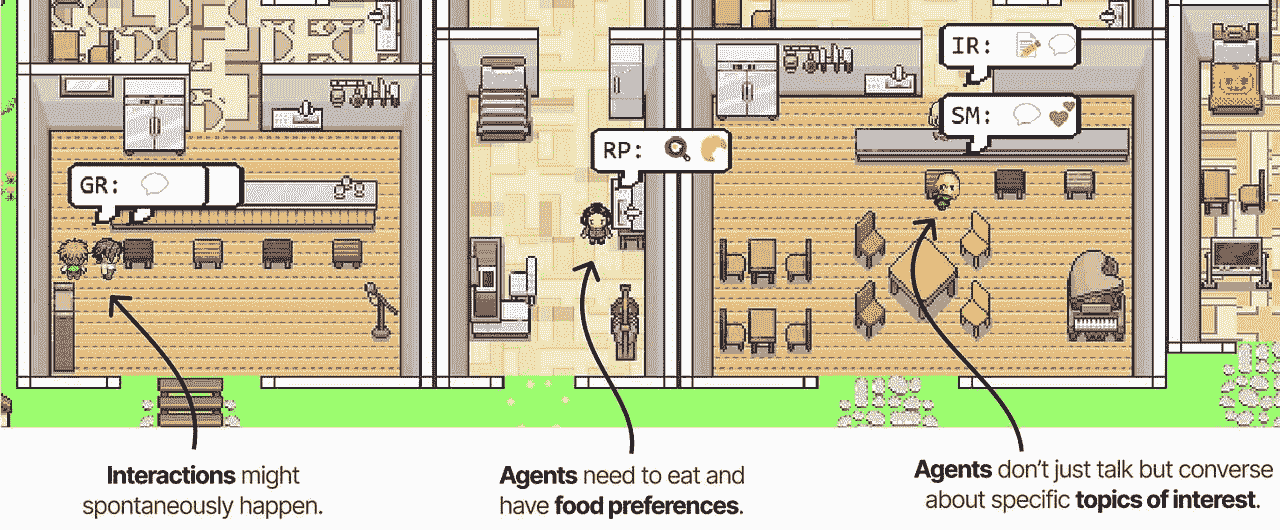 IR:
SM:
RP:
GR:
Interactions might
spontaneously happen.
Agents need to eat and
have food preferences.
Agents don't just talk but converse
about specific topics of interest.